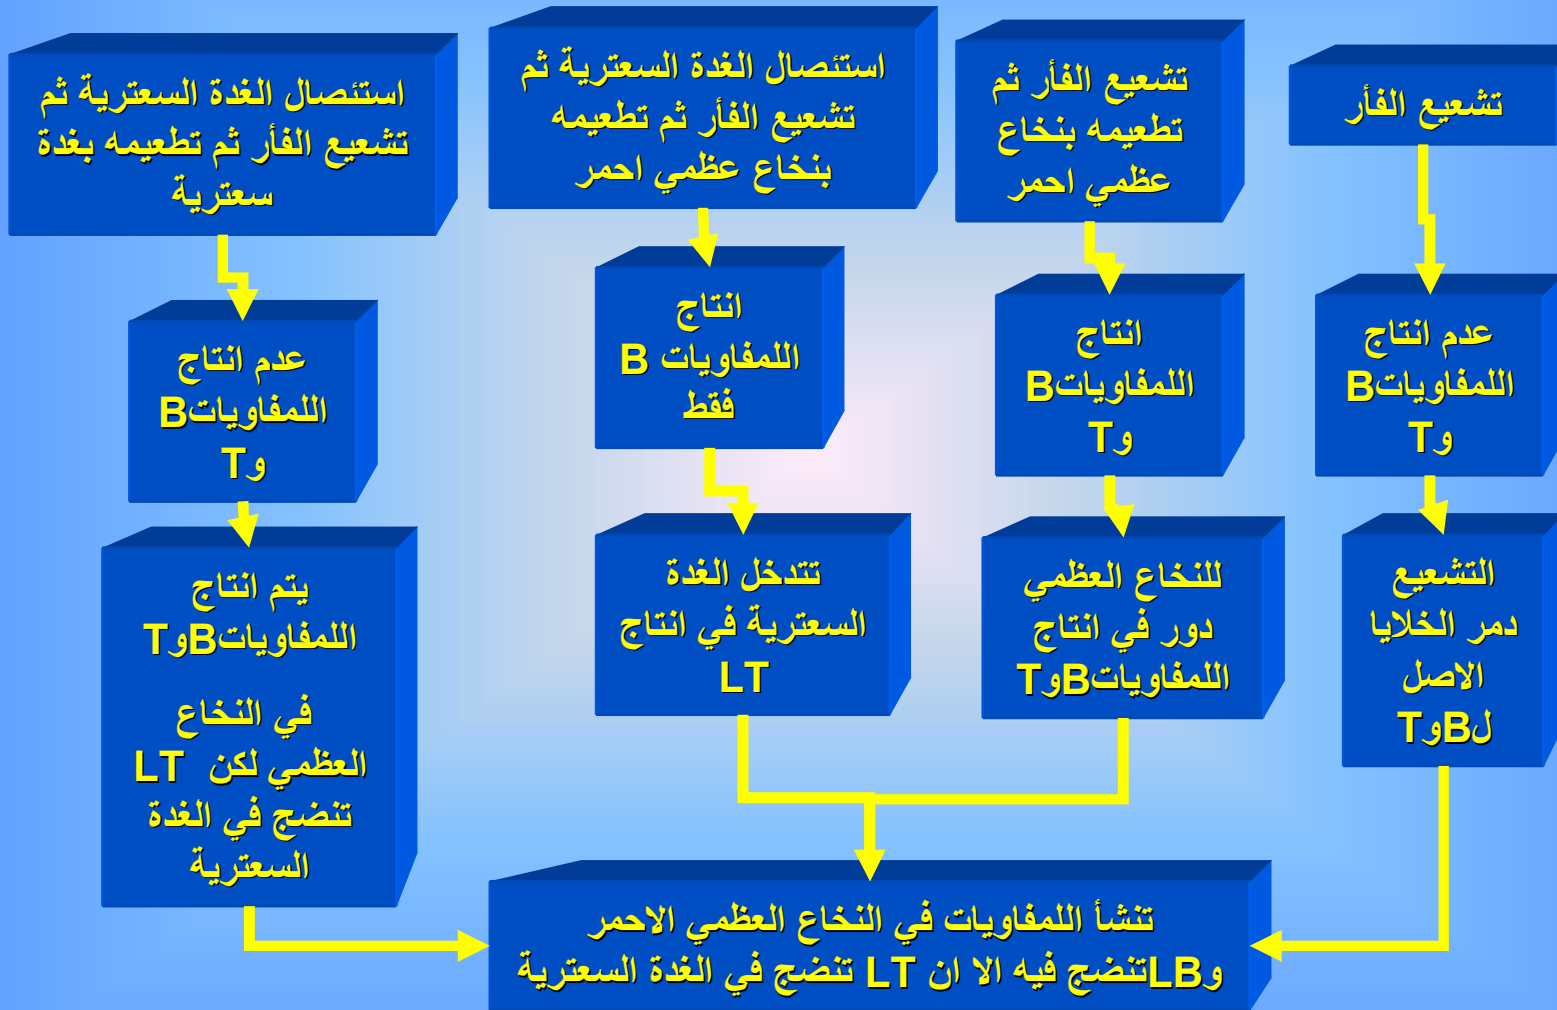 تشعيع الفأر
عدم انتاج
اللمفاوياتB
وT
التشعيع
دمر الخلايا
الاصل
لBوT
تشعيع الفأر ثم
تطعيمه بنخاع
عظمي احمر
انتاج
اللمفاوياتB
وT
للنخاع العظمي
دور في انتاج
اللمفاوياتBوT
استئصال الغدة السعترية ثم
تشعيع الفأر ثم تطعيمه
بنخاع عظمي احمر
انتاج
اللمفاويات B
فقط
تتدخل الغدة
السعترية في انتاج
LT
استئصال الغدة السعترية ثم
تشعيع الفأر ثم تطعيمه بغدة
سعترية
عدم انتاج
اللمفاوياتB
وT
يتم انتاج
اللمفاوياتBوT
في النخاع
العظمي لكن LT
تنضج في الغدة
السعترية
تنشأ اللمفاويات في النخاع العظمي الاحمر
وLBتنضج فيه الا ان LT تنضج في الغدة السعترية